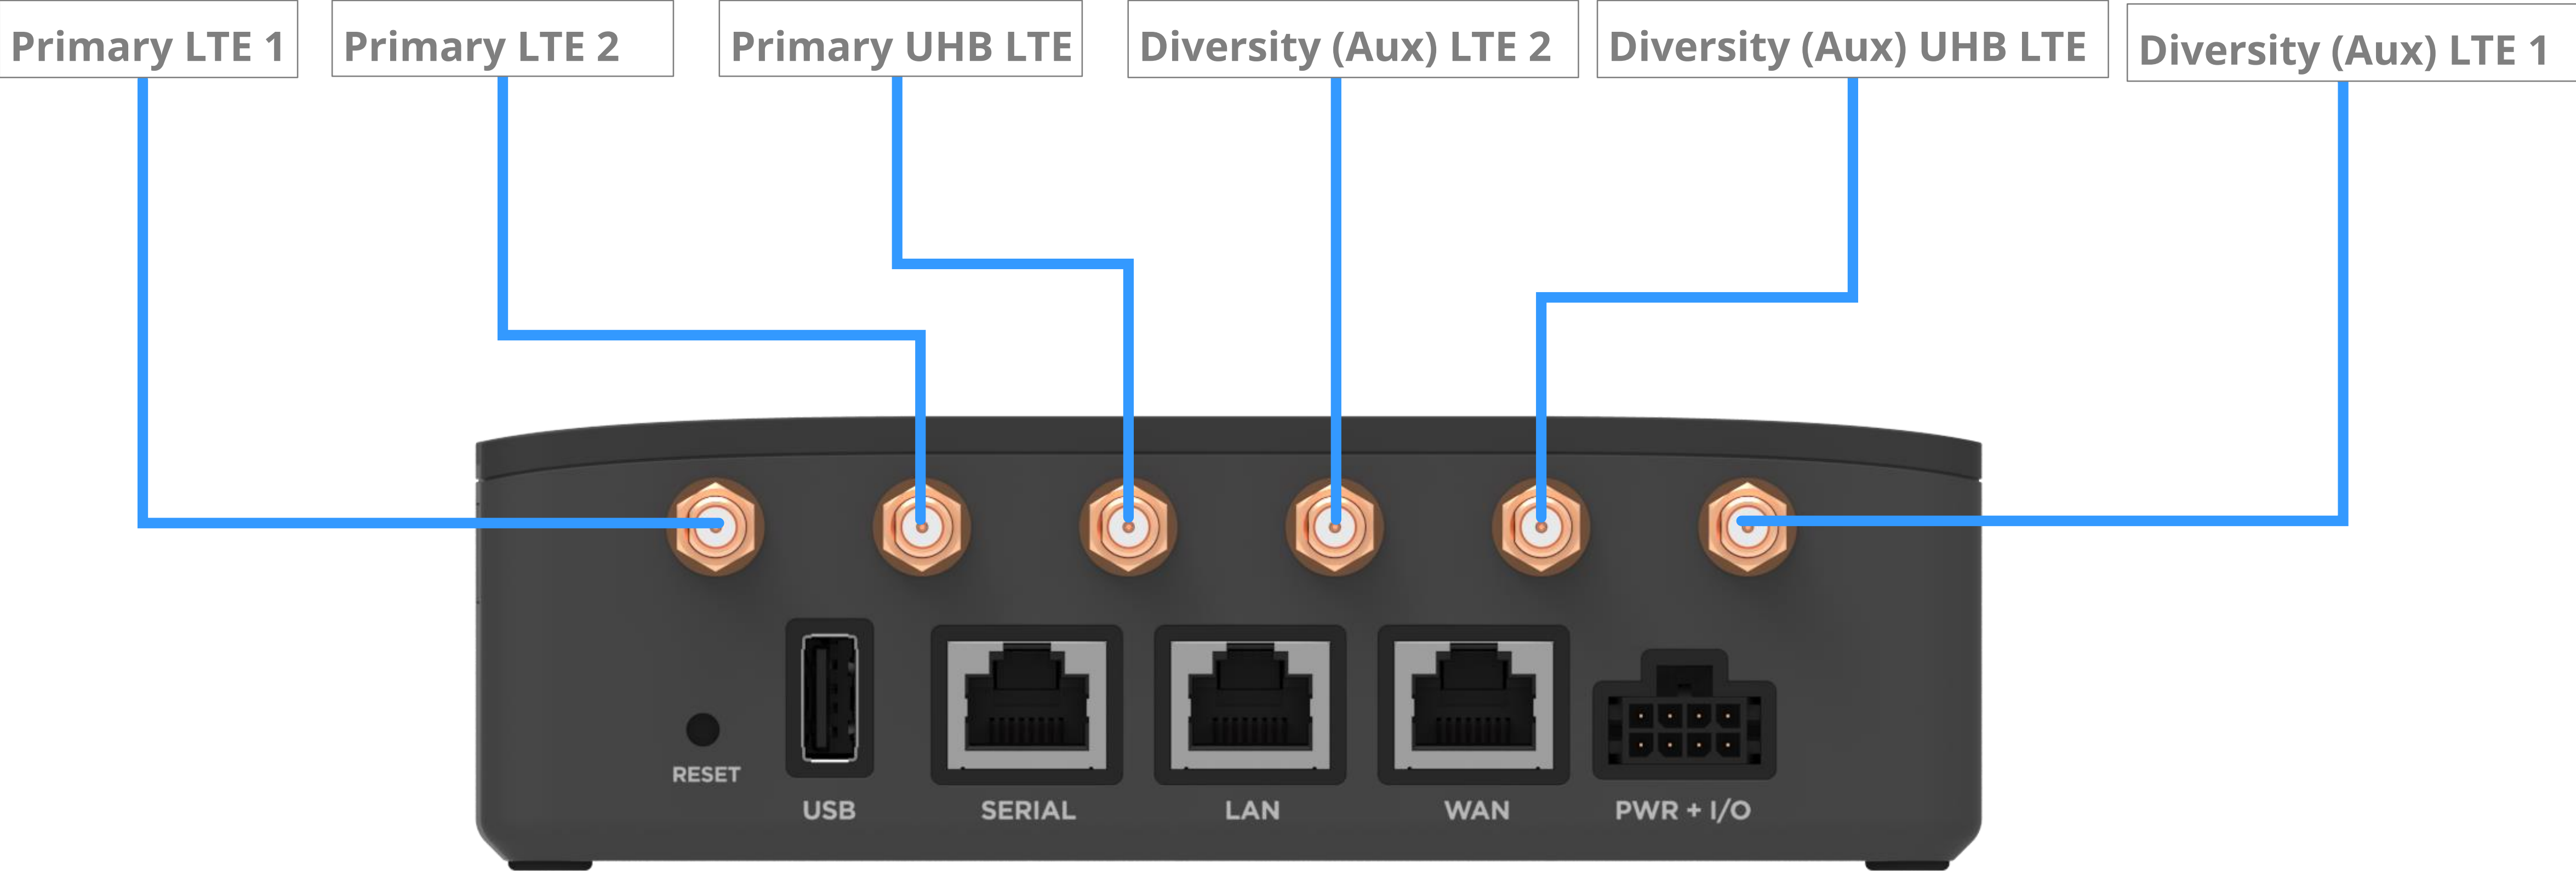 Primary LTE 1
Primary LTE 2
Primary UHB LTE
Diversity (Aux) LTE 2
Diversity (Aux) UHB LTE
Diversity (Aux) LTE 1
RESET
USB
SERIAL
LAN
WAN
PWR + I/O